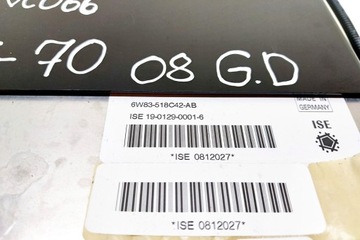 70 08 G.D
6W83-518C42-AB
MADE IN
GERMANY
ISE 19-0129-0001-6
ISE
*ISE 0812027*
*ISE 0812027*